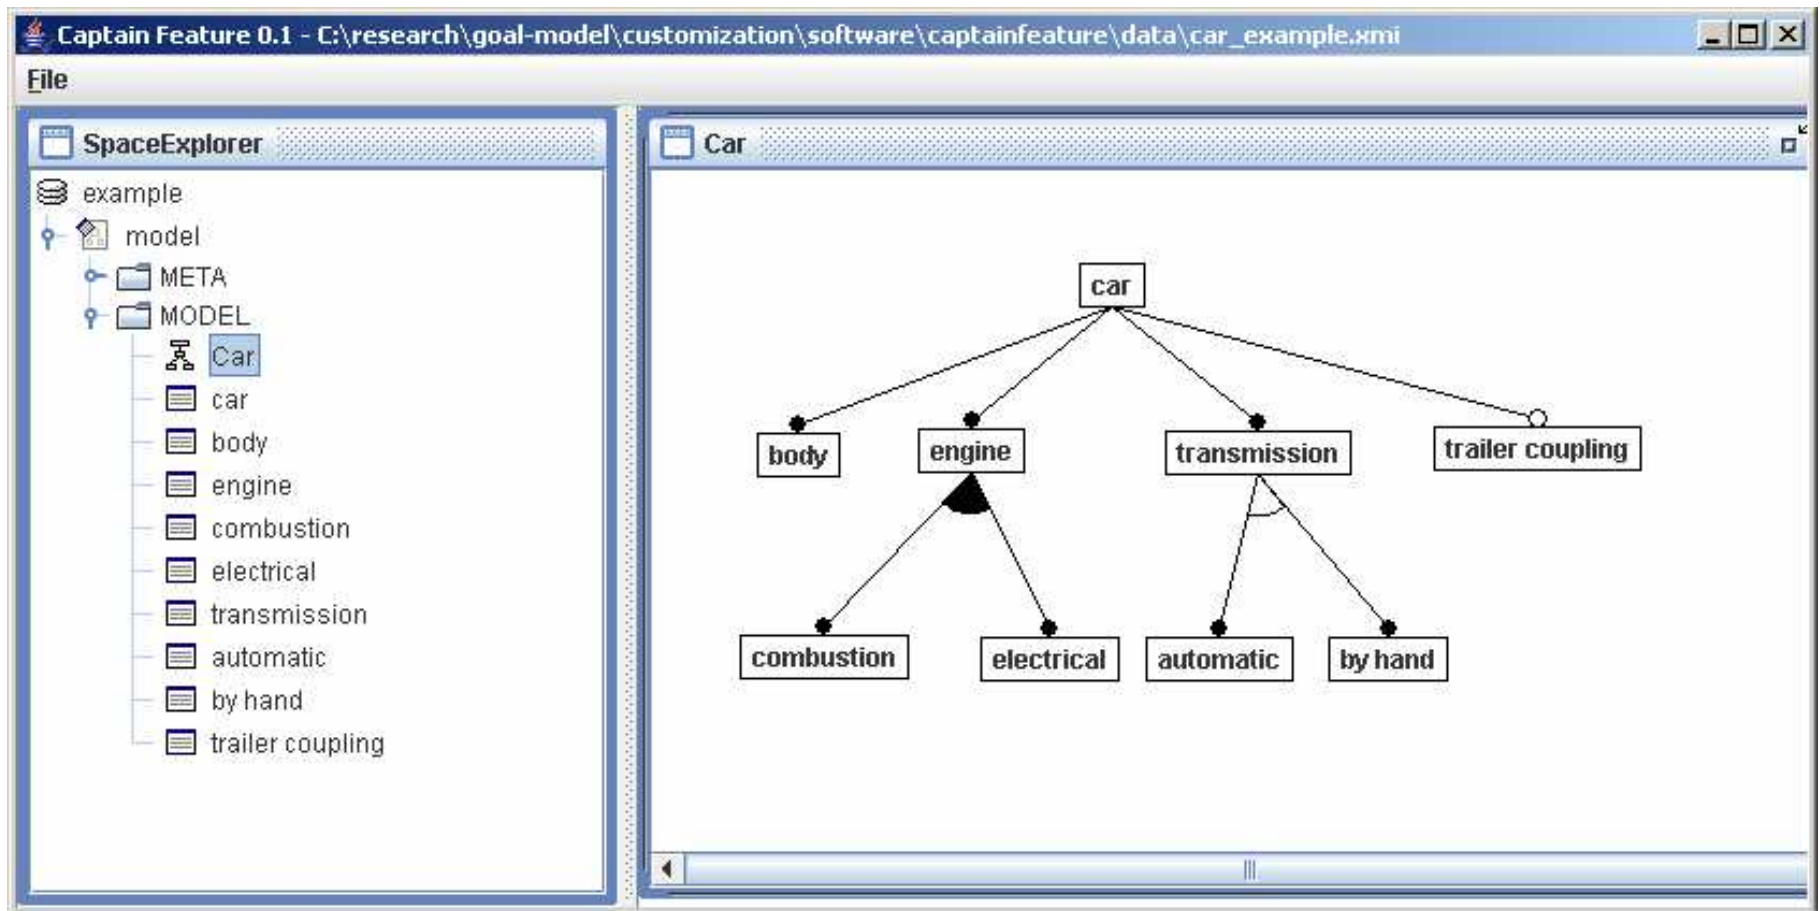 Captain Feature 0.1 - C:\research\goal-model\customization\software\captainfeature\data\car_example.xmi
File
SpaceExplorer
example
model
META
MODEL
Car
car
body
engine
combustion
electrical
transmission
automatic
by hand
trailer coupling
Car
car
body
engine
transmission
trailer coupling
combustion
electrical
automatic
by hand